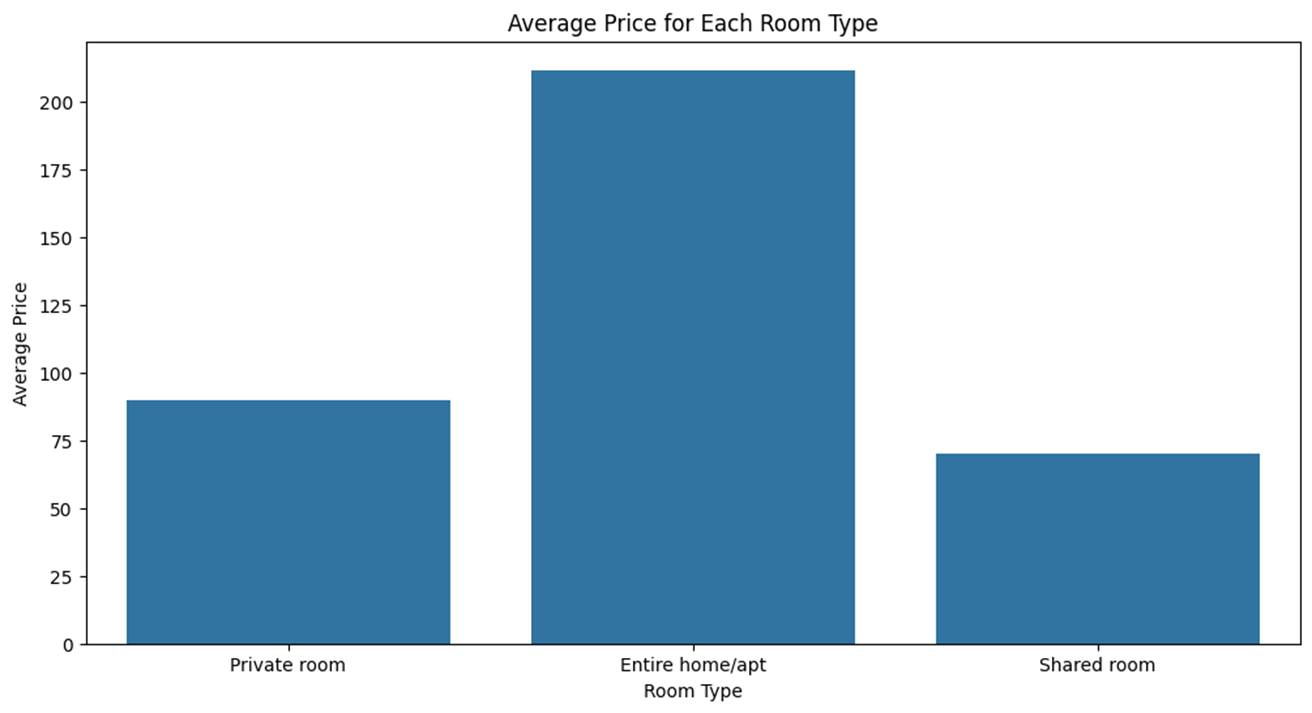 Average Price for Each Room Type
Average Price
200
175
150
125
100
75
50
25
0
Private room
Entire home/apt
Shared room
Room Type